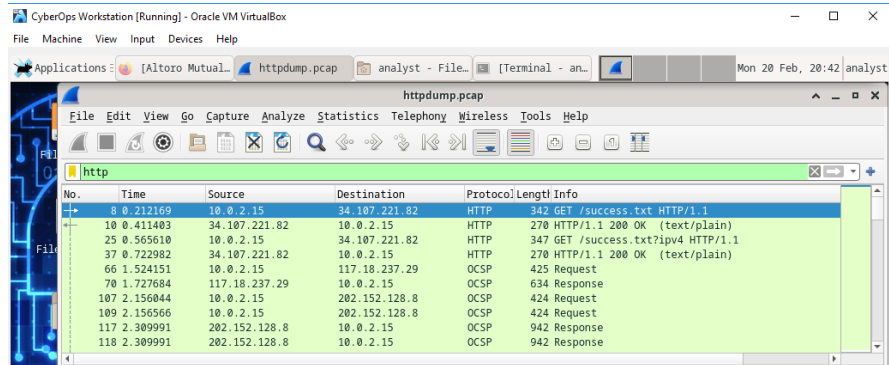 CyberOps Workstation [Running] - Oracle VM VirtualBox
File Machine View Input Devices Help
Applications [Altoro Mutual… httpdump.pcap analyst - File… [Terminal - an… Mon 20 Feb, 20:42 analyst
httpdump.pcap
File Edit View Go Capture Analyze Statistics Telephony Wireless Tools Help
http
No. Time Source Destination Protocol Length Info
8 0.212169 10.0.2.15 34.107.221.82 HTTP 342 GET /success.txt HTTP/1.1
10 0.411403 34.107.221.82 10.0.2.15 HTTP 270 HTTP/1.1 200 OK (text/plain)
25 0.565610 10.0.2.15 34.107.221.82 HTTP 347 GET /success.txt?ipv4 HTTP/1.1
37 0.722982 34.107.221.82 10.0.2.15 HTTP 270 HTTP/1.1 200 OK (text/plain)
66 1.524151 10.0.2.15 117.18.237.29 OCSP 425 Request
70 1.727684 117.18.237.29 10.0.2.15 OCSP 634 Response
107 2.156044 10.0.2.15 202.152.128.8 OCSP 424 Request
109 2.156566 10.0.2.15 202.152.128.8 OCSP 424 Request
117 2.309991 202.152.128.8 10.0.2.15 OCSP 942 Response
118 2.309991 202.152.128.8 10.0.2.15 OCSP 942 Response